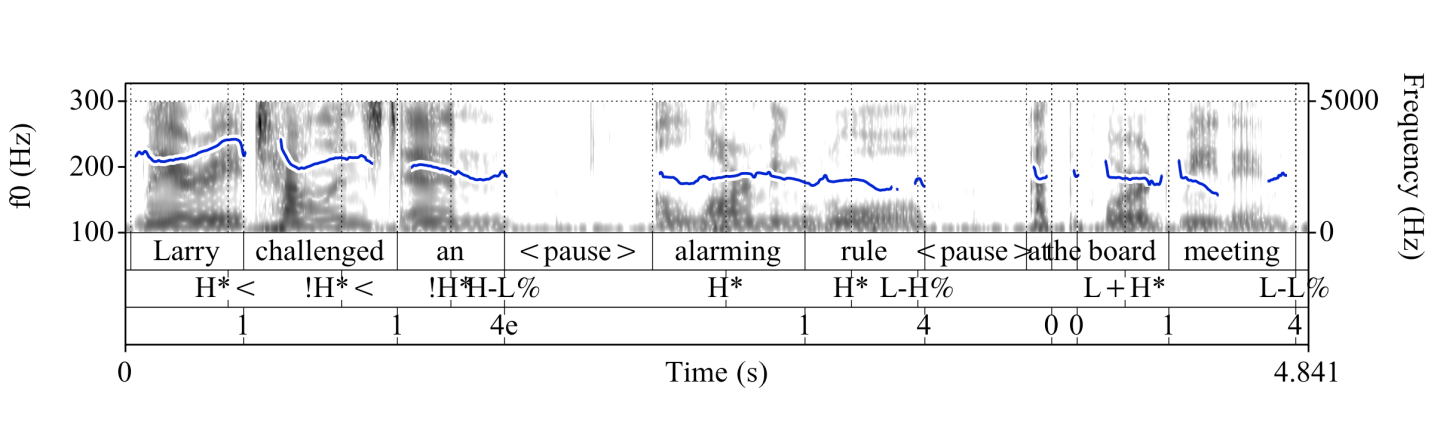 300
200
100
f0 (Hz)
5000
0
Frequency (Hz)
Larry challenged an <pause> alarming rule <pause> at the board meeting
H*< !H*< !H* H-L% H* H* L-H% L+H* L-L%
1 1 4e 1 4 0 0 1 4
0 Time (s) 4.841